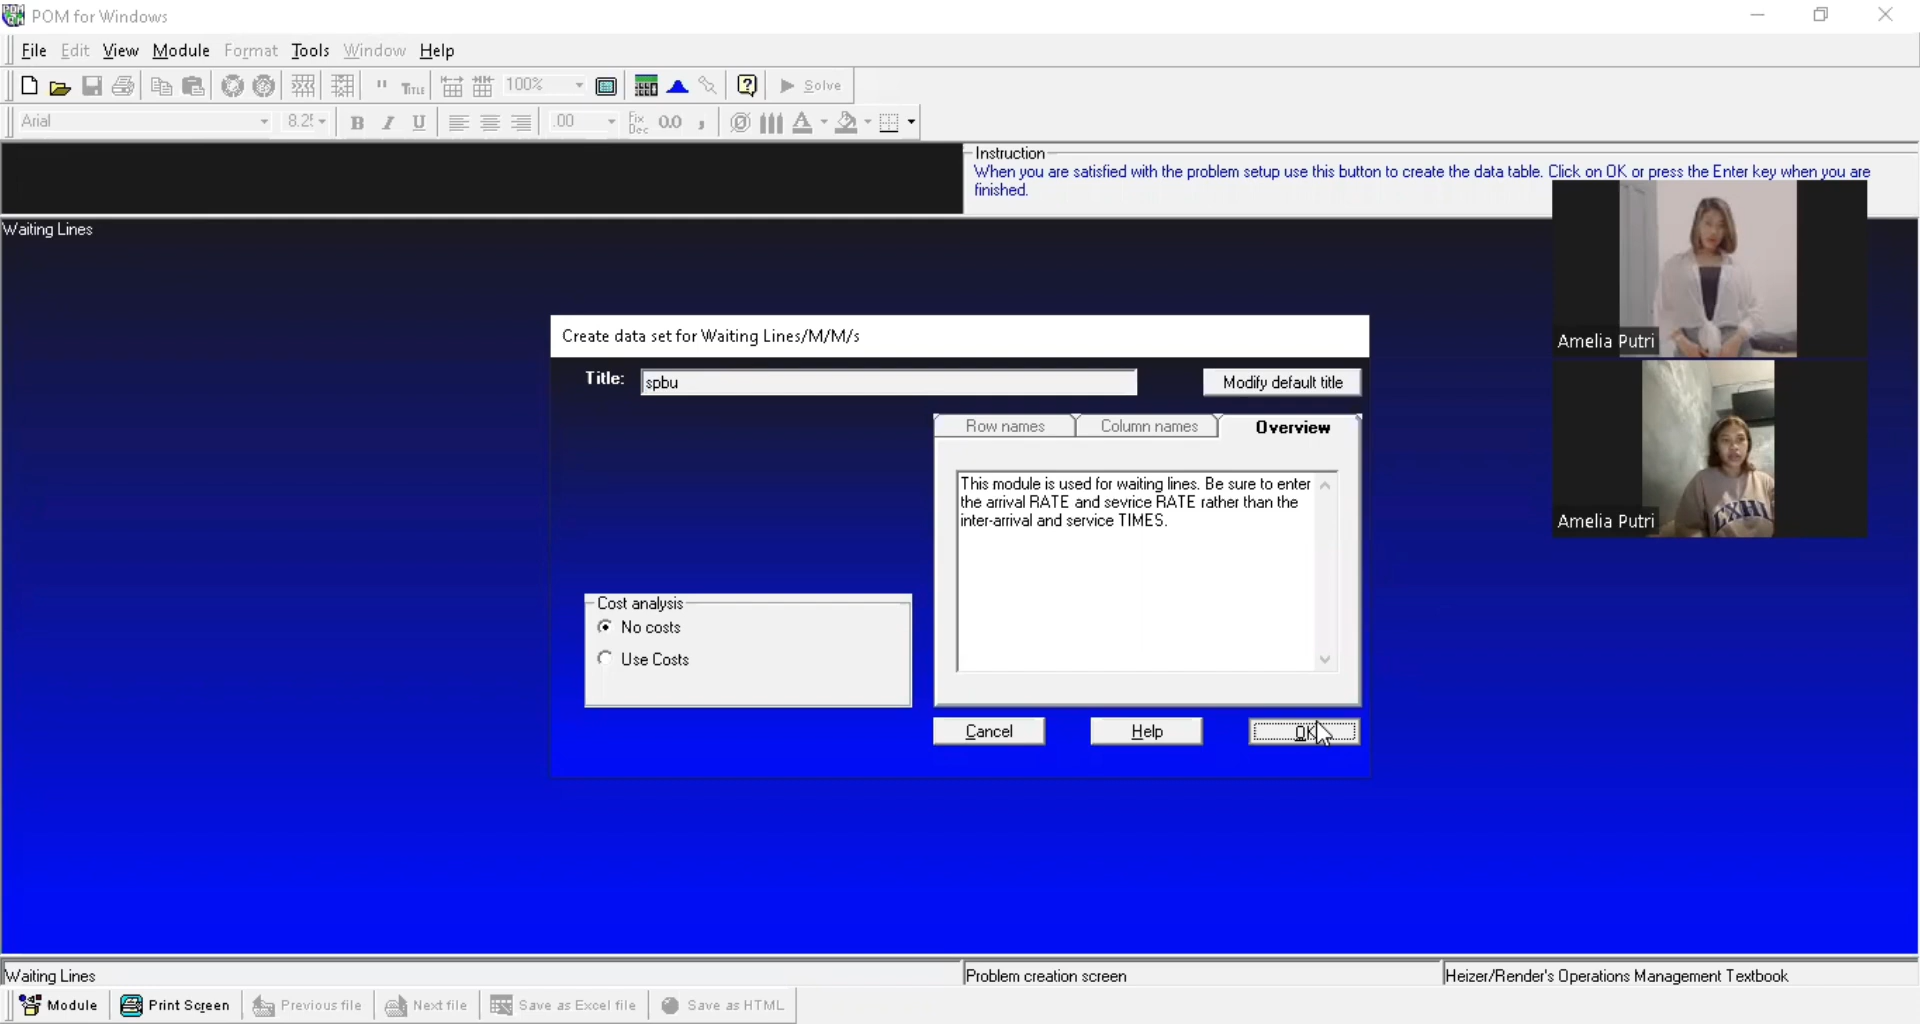 POM for Windows
File Edit View Module Format Tools Window Help
" TITLE 100% Solve
Arial 8.2 B I U .00 Fix Dec 0.0 ,
Instruction
When you are satisfied with the problem setup use this button to create the data table. Click on OK or press the Enter key when you are
finished.
Waiting Lines
Create data set for Waiting Lines/M/M/s
Title: spbu Modify default title
Row names Column names Overview
This module is used for waiting lines. Be sure to enter
the arrival RATE and sevrice RATE rather than the
inter-arrival and service TIMES.
Cost analysis
No costs
Use Costs
Cancel Help OK
Amelia Putri
Amelia Putri
Waiting Lines Problem creation screen Heizer/Render's Operations Management Textbook
Module Print Screen Previous file Next file Save as Excel file Save as HTML